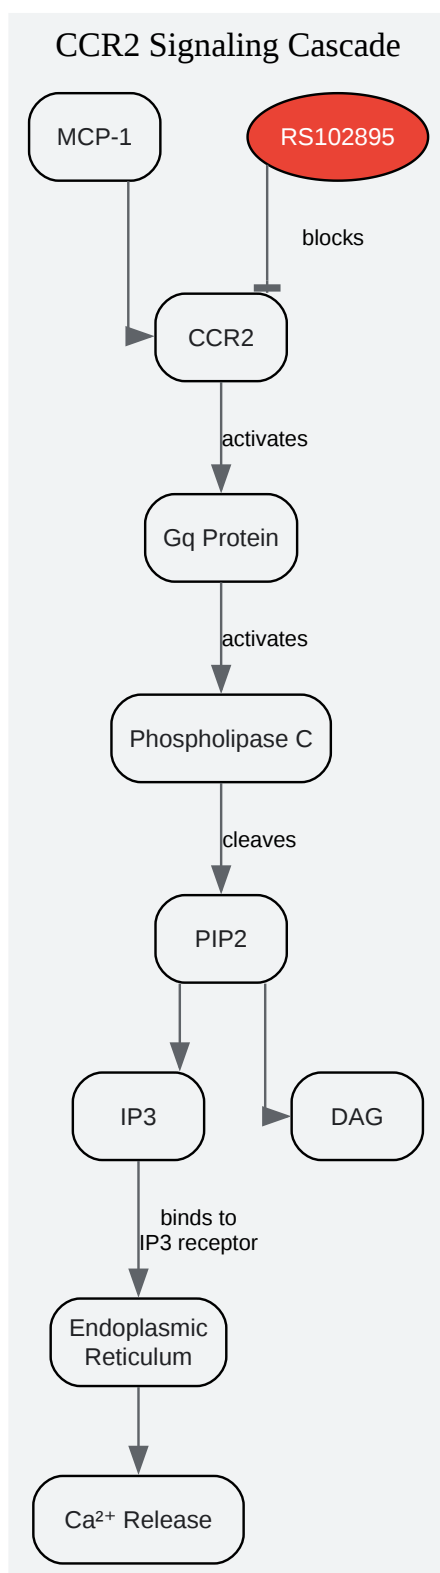 CCR2 Signaling Cascade
MCP-1
RS102895
blocks
CCR2
activates
Gq Protein
activates
Phospholipase C
cleaves
PIP2
IP3
DAG
binds to
IP3 receptor
Endoplasmic
Reticulum
Ca²⁺ Release